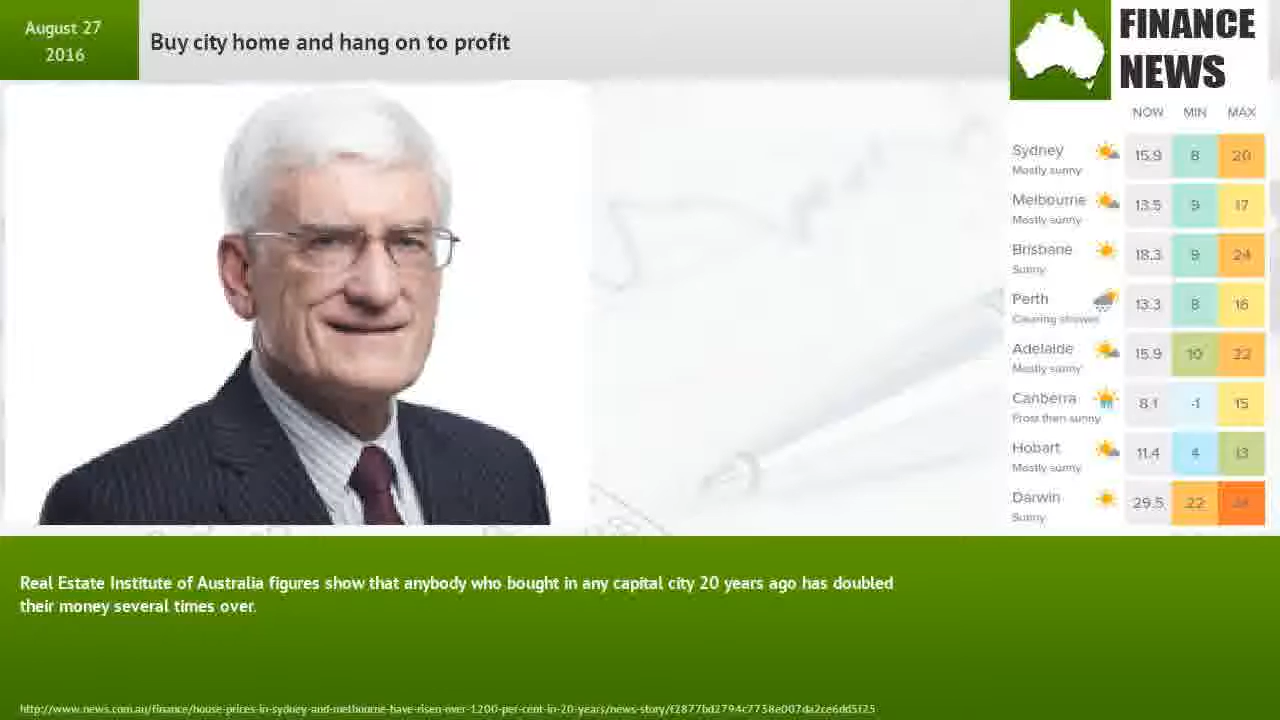 August 27
2016
Buy city home and hang on to profit
FINANCE
NEWS
NOW MIN MAX
Sydney 15.9 8 20
Mostly sunny
Melbourne 13.5 9 17
Mostly sunny
Brisbane 18.3 9 24
Sunny
Perth 13.3 8 16
Clearing shower
Adelaide 15.9 10 22
Mostly sunny
Canberra 8.1 -1 15
Frost then sunny
Hobart 11.4 4 13
Mostly sunny
Darwin 29.5 22
Sunny
Real Estate Institute of Australia figures show that anybody who bought in any capital city 20 years ago has doubled
their money several times over.
http://www.news.com.au/finance/house-prices-in-sydney-and-melbourne-have-risen-over-1200-per-cent-in-20-years/news-story/f2877bd2794c7738e007da2ce6dd5f25